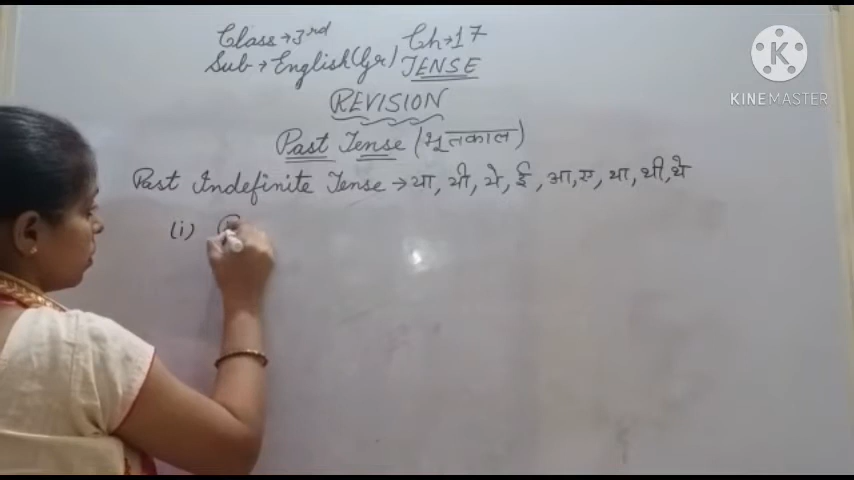 Class → 3rd Ch → 17
Sub → English (Gr) TENSE
REVISION
Past Tense (भूतकाल)
Past Indefinite Tense → या, यी, ये, ई, आ, ए, था, थी, थे
(i)
KINEMASTER